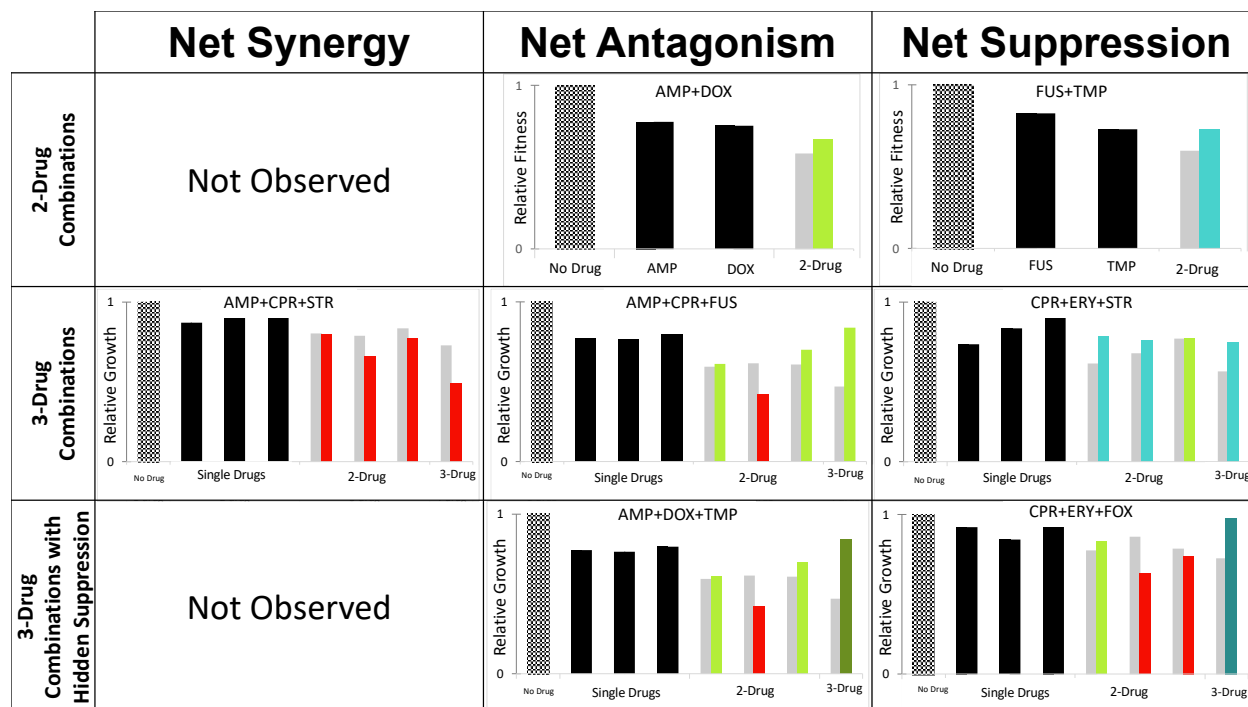 Net Synergy
Net Antagonism
Net Suppression
2-Drug
Combinations
Not Observed
AMP+DOX
Relative Fitness
1
0
No Drug
AMP
DOX
2-Drug
FUS+TMP
Relative Fitness
1
0
No Drug
FUS
TMP
2-Drug
3-Drug
Combinations
AMP+CPR+STR
Relative Growth
1
0
No Drug
Single Drugs
2-Drug
3-Drug
AMP+CPR+FUS
Relative Growth
1
0
No Drug
Single Drugs
2-Drug
3-Drug
CPR+ERY+STR
Relative Growth
1
0
No Drug
Single Drugs
2-Drug
3-Drug
3-Drug
Combinations with
Hidden Suppression
Not Observed
AMP+DOX+TMP
Relative Growth
1
0
No Drug
Single Drugs
2-Drug
3-Drug
CPR+ERY+FOX
Relative Growth
1
0
No Drug
Single Drugs
2-Drug
3-Drug